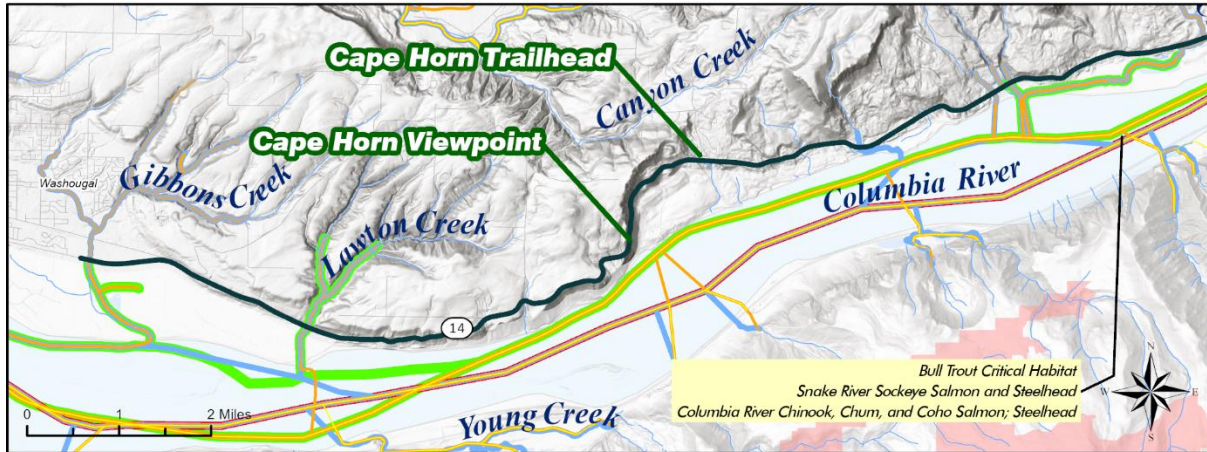 Cape Horn Trailhead
Canyon Creek
Cape Horn Viewpoint
Washougal
Gibbons Creek
Columbia River
Lawton Creek
14
Bull Trout Critical Habitat
Snake River Sockeye Salmon and Steelhead
Columbia River Chinook, Chum, and Coho Salmon; Steelhead
N
W
E
S
0 1 2 Miles
Young Creek